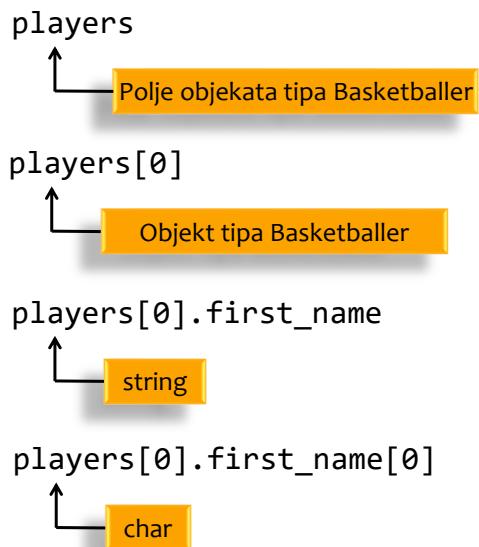 players
Polje objekata tipa Basketballer
players[0]
Objekt tipa Basketballer
players[0].first_name
string
players[0].first_name[0]
char